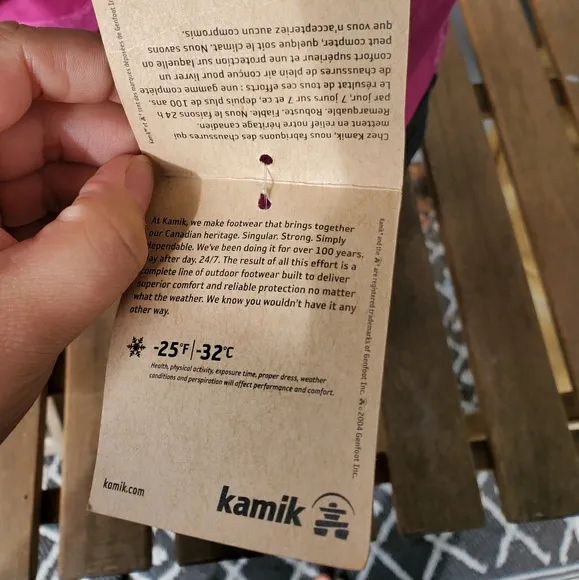 Chez Kamik, nous fabriquons des chaussures qui
mettent en relief notre héritage canadien.
Remarquable. Robuste. Fiable. Nous le faisons 24 h
par jour, 7 jours sur 7 et ce, depuis plus de 100 ans.
Le résultat de tous ces efforts : une gamme complète
de chaussures de plein air conçue pour un livrer un
confort supérieur et une protection sur laquelle on
peut compter, quelque soit le climat. Nous savons
que vous n'accepteriez aucun compromis.
At Kamik, we make footwear that brings together
our Canadian heritage. Singular. Strong. Simply
dependable. We've been doing it for over 100 years.
ay after day. 24/7. The result of all this effort is a
complete line of outdoor footwear built to deliver
superior comfort and reliable protection no matter
what the weather. We know you wouldn't have it any
other way.
-25°F | -32°C
Health, physical activity, exposure time, proper dress, weather
conditions and perspiration will affect performance and comfort.
Kamik® and the ® are registered trademarks of Genfoot Inc. © 2004 Genfoot Inc.
kamik.com
kamik